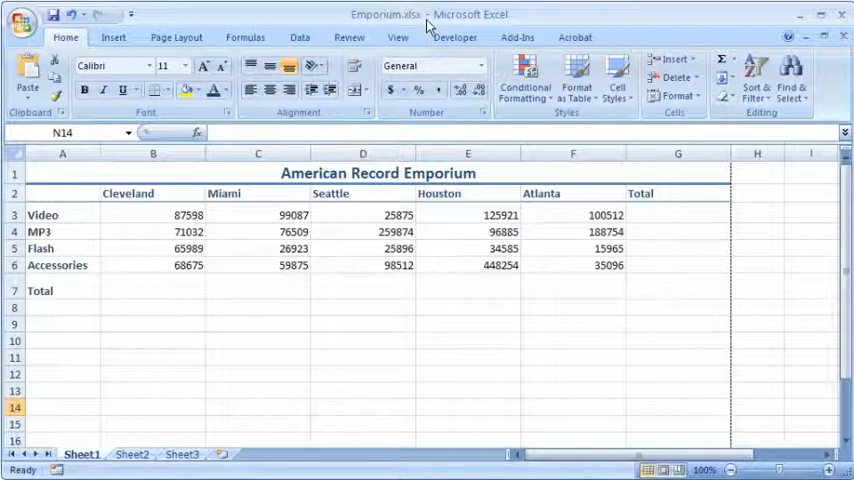 Emporium.xlsx - Microsoft Excel
Home Insert Page Layout Formulas Data Review View Developer Add-Ins Acrobat
Paste
Calibri 11
B I U
General
$ % ,
Conditional Formatting
Format as Table
Cell Styles
Insert
Delete
Format
Σ
Sort & Filter
Find & Select
Clipboard Font Alignment Number Styles Cells Editing
N14 fx
A B C D E F G H I
1 American Record Emporium
2 Cleveland Miami Seattle Houston Atlanta Total
3 Video 87598 99087 25875 125921 100512
4 MP3 71032 76509 259874 96885 188754
5 Flash 65989 26923 25896 34585 15965
6 Accessories 68675 59875 98512 448254 35096
7 Total
8
9
10
11
12
13
14
15
16
Sheet1 Sheet2 Sheet3
Ready 100%